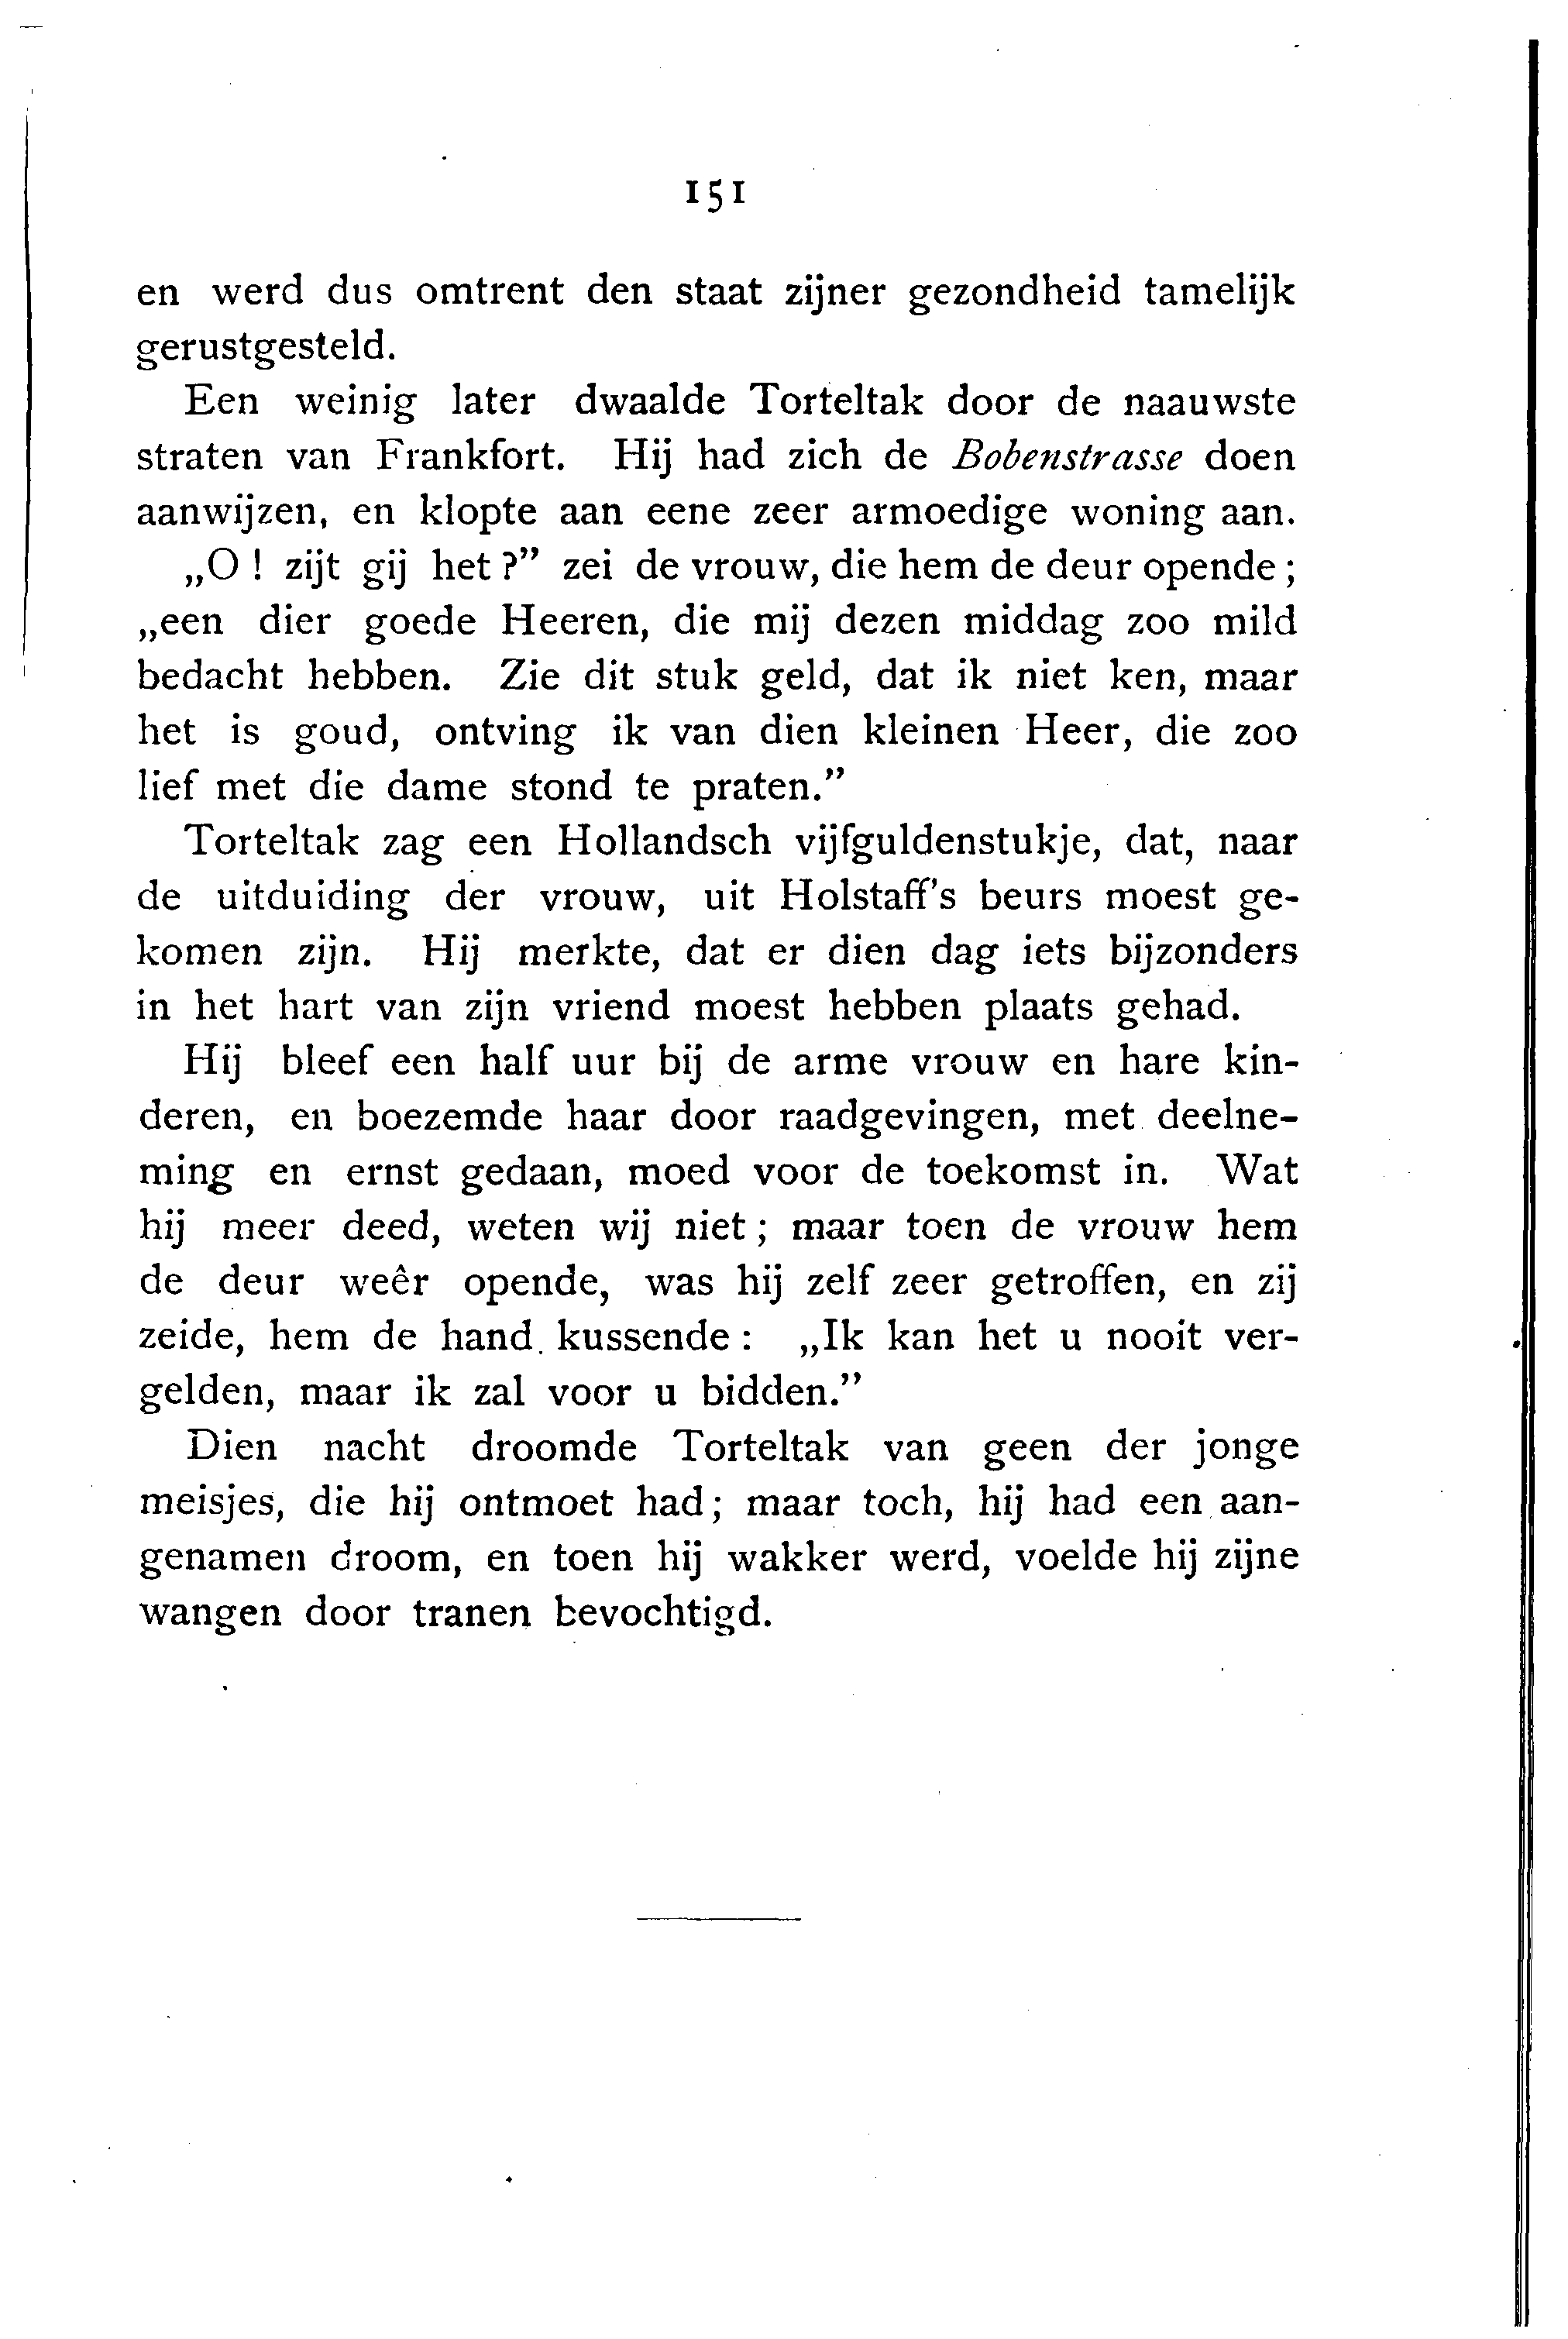 151
en werd dus omtrent den staat zijner gezondheid tamelijk
gerustgesteld.
Een weinig later dwaalde Torteltak door de naauwste
straten van Frankfort. Hij had zich de Bobenstrasse doen
aanwijzen, en klopte aan eene zeer armoedige woning aan.
„O! zijt gij het?” zei de vrouw, die hem de deur opende;
„een dier goede Heeren, die mij dezen middag zoo mild
bedacht hebben. Zie dit stuk geld, dat ik niet ken, maar
het is goud, ontving ik van dien kleinen Heer, die zoo
lief met die dame stond te praten.”
Torteltak zag een Hollandsch vijfguldenstukje, dat, naar
de uitduiding der vrouw, uit Holstaff's beurs moest ge-
komen zijn. Hij merkte, dat er dien dag iets bijzonders
in het hart van zijn vriend moest hebben plaats gehad.
Hij bleef een half uur bij de arme vrouw en hare kin-
deren, en boezemde haar door raadgevingen, met deelne-
ming en ernst gedaan, moed voor de toekomst in. Wat
hij meer deed, weten wij niet; maar toen de vrouw hem
de deur weêr opende, was hij zelf zeer getroffen, en zij
zeide, hem de hand kussende: „Ik kan het u nooit ver-
gelden, maar ik zal voor u bidden.”
Dien nacht droomde Torteltak van geen der jonge
meisjes, die hij ontmoet had; maar toch, hij had een aan-
genamen droom, en toen hij wakker werd, voelde hij zijne
wangen door tranen bevochtigd.